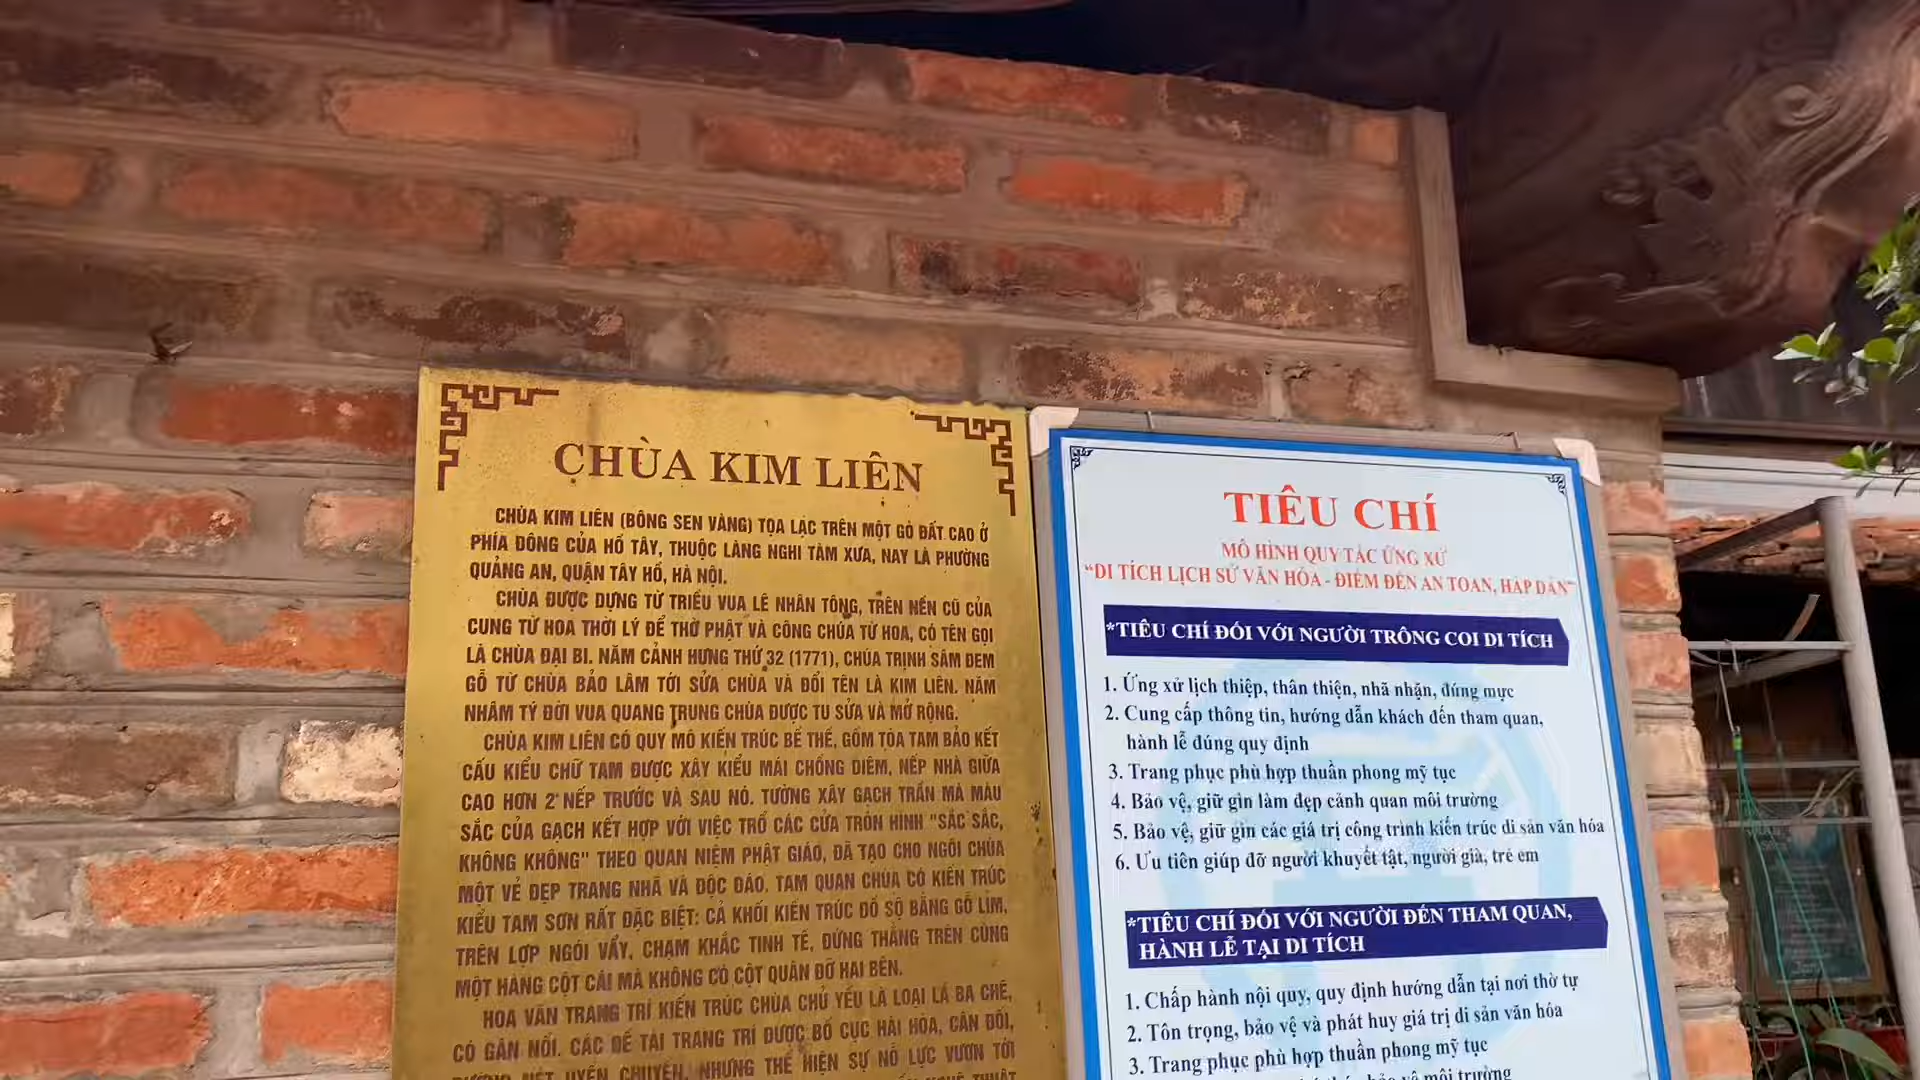 CHÙA KIM LIÊN
CHÙA KIM LIÊN (BÔNG SEN VÀNG) TỌA LẠC TRÊN MỘT GÒ ĐẤT CAO Ở
PHÍA ĐÔNG CỦA HỒ TÂY, THUỘC LÀNG NGHI TÀM XƯA, NAY LÀ PHƯỜNG
QUẢNG AN, QUẬN TÂY HỒ, HÀ NỘI.
CHÙA ĐƯỢC DỰNG TỪ TRIỀU VUA LÊ NHÂN TÔNG, TRÊN NỀN CŨ CỦA
CUNG TỪ HOA THỜI LÝ ĐỂ THỜ PHẬT VÀ CÔNG CHÚA TỪ HOA, CÓ TÊN GỌI
LÀ CHÙA ĐẠI BI. NĂM CẢNH HƯNG THỨ 32 (1771), CHÚA TRỊNH SÂM ĐEM
GỖ TỪ CHÙA BẢO LÂM TỚI SỬA CHÙA VÀ ĐỔI TÊN LÀ KIM LIÊN. NĂM
NHÂM TÝ ĐỜI VUA QUANG TRUNG CHÙA ĐƯỢC TU SỬA VÀ MỞ RỘNG.
CHÙA KIM LIÊN CÓ QUY MÔ KIẾN TRÚC BỀ THẾ, GỒM TÒA TAM BẢO KẾT
CẤU KIỂU CHỮ TAM ĐƯỢC XÂY KIỂU MÁI CHỒNG DIÊM, NẾP NHÀ GIỮA
CAO HƠN 2 NẾP TRƯỚC VÀ SAU NÓ. TƯỜNG XÂY GẠCH TRẦN MÀ MÀU
SẮC CỦA GẠCH KẾT HỢP VỚI VIỆC TRỔ CÁC CỬA TRÒN HÌNH "SẮC SẮC,
KHÔNG KHÔNG" THEO QUAN NIỆM PHẬT GIÁO, ĐÃ TẠO CHO NGÔI CHÙA
MỘT VẺ ĐẸP TRANG NHÃ VÀ ĐỘC ĐÁO. TAM QUAN CHÙA CÓ KIẾN TRÚC
KIỂU TAM SƠN RẤT ĐẶC BIỆT: CẢ KHỐI KIẾN TRÚC ĐỒ SỘ BẰNG GỖ LIM,
TRÊN LỢP NGÓI VẨY, CHẠM KHẮC TINH TẾ, ĐỨNG THẲNG TRÊN CÙNG
MỘT HÀNG CỘT CÁI MÀ KHÔNG CÓ CỘT QUÂN ĐỠ HAI BÊN.
HOA VĂN TRANG TRÍ KIẾN TRÚC CHÙA CHỦ YẾU LÀ LOẠI LÁ BA CHẼ,
CÓ GÂN NỔI. CÁC ĐỀ TÀI TRANG TRÍ ĐƯỢC BỐ CỤC HÀI HÒA, CÂN ĐỐI,
ĐƯỜNG NÉT UYỂN CHUYỂN, NHƯNG THỂ HIỆN SỰ NỖ LỰC VƯƠN TỚI
TIÊU CHÍ
MÔ HÌNH QUY TẮC ỨNG XỬ
"DI TÍCH LỊCH SỬ VĂN HÓA - ĐIỂM ĐẾN AN TOÀN, HẤP DẪN"
*TIÊU CHÍ ĐỐI VỚI NGƯỜI TRÔNG COI DI TÍCH
1. Ứng xử lịch thiệp, thân thiện, nhã nhặn, đúng mực
2. Cung cấp thông tin, hướng dẫn khách đến tham quan,
hành lễ đúng quy định
3. Trang phục phù hợp thuần phong mỹ tục
4. Bảo vệ, giữ gìn làm đẹp cảnh quan môi trường
5. Bảo vệ, giữ gìn các giá trị công trình kiến trúc di sản văn hóa
6. Ưu tiên giúp đỡ người khuyết tật, người già, trẻ em
*TIÊU CHÍ ĐỐI VỚI NGƯỜI ĐẾN THAM QUAN,
HÀNH LỄ TẠI DI TÍCH
1. Chấp hành nội quy, quy định hướng dẫn tại nơi thờ tự
2. Tôn trọng, bảo vệ và phát huy giá trị di sản văn hóa
3. Trang phục phù hợp thuần phong mỹ tục
bảo vệ môi trường